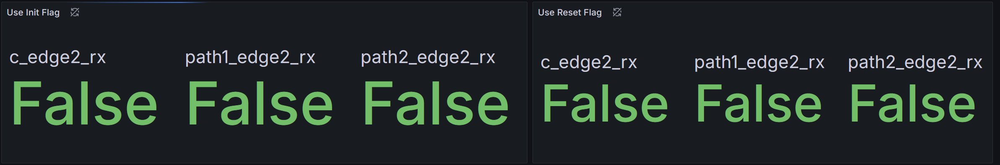 Use Init Flag
c_edge2_rx path1_edge2_rx path2_edge2_rx
False False False
Use Reset Flag
c_edge2_rx path1_edge2_rx path2_edge2_rx
False False False